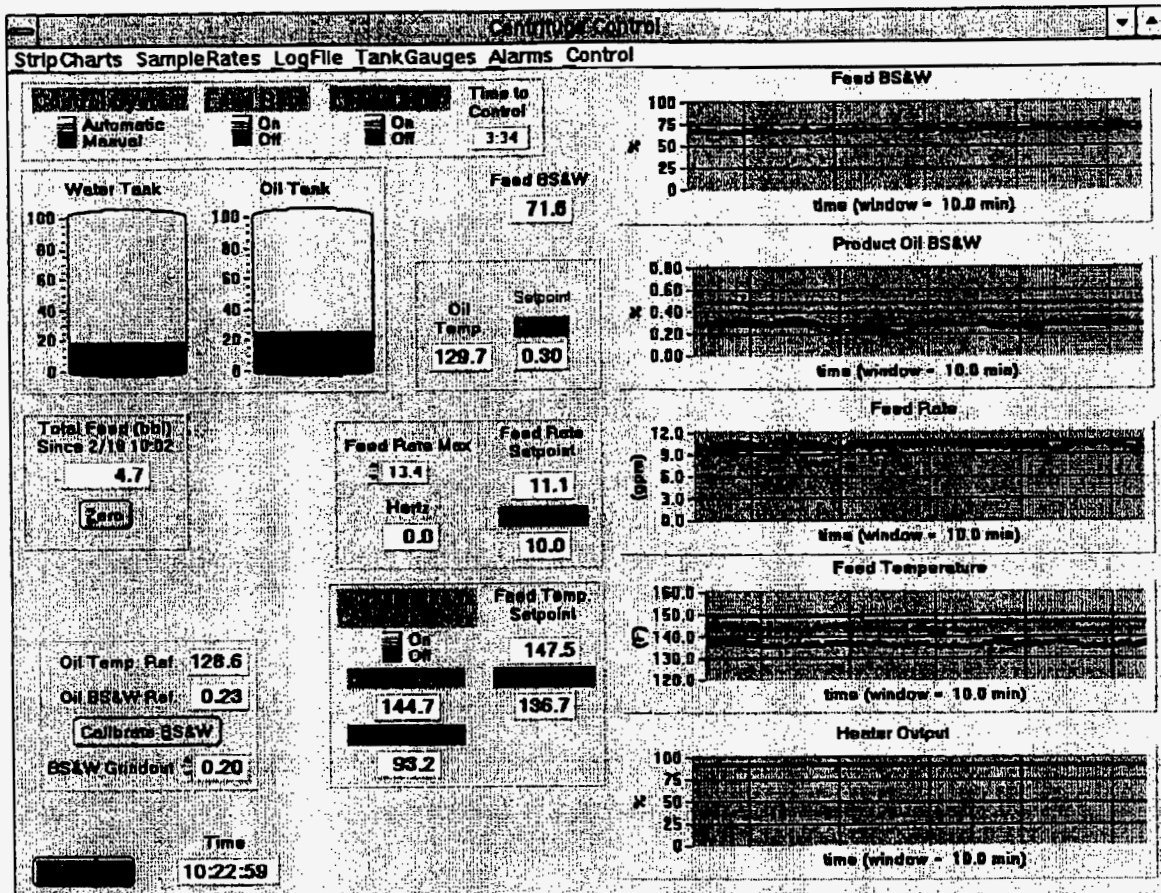 Centrifuge Control
StripCharts SampleRates LogFile TankGauges Alarms Control
Time to
Control
3:34
Automatic
Manual
On
Off
On
Off
Water Tank
100
80
60
40
20
0
Oil Tank
100
80
60
40
20
0
Feed BS&W
71.6
Oil
Temp.
129.7
Setpoint
0.30
Total Feed (bbl)
Since 2/18 10:02
4.7
Zero
Feed Rate Max
13.4
Hertz
0.0
Feed Rate
Setpoint
11.1
10.0
On
Off
144.7
93.2
Feed Temp.
Setpoint
147.5
136.7
Oil Temp. Ref. 128.6
Oil BS&W Ref. 0.23
Calibrate BS&W
BS&W Grindout 0.20
Time
10:22:59
Feed BS&W
100
75
50
25
0
%
time (window = 10.0 min)
Product Oil BS&W
0.80
0.60
0.40
0.20
0.00
%
time (window = 10.0 min)
Feed Rate
12.0
9.0
6.0
3.0
0.0
(gpm)
time (window = 10.0 min)
Feed Temperature
160.0
150.0
140.0
130.0
120.0
(F)
time (window = 10.0 min)
Heater Output
100
75
50
25
0
%
time (window = 10.0 min)